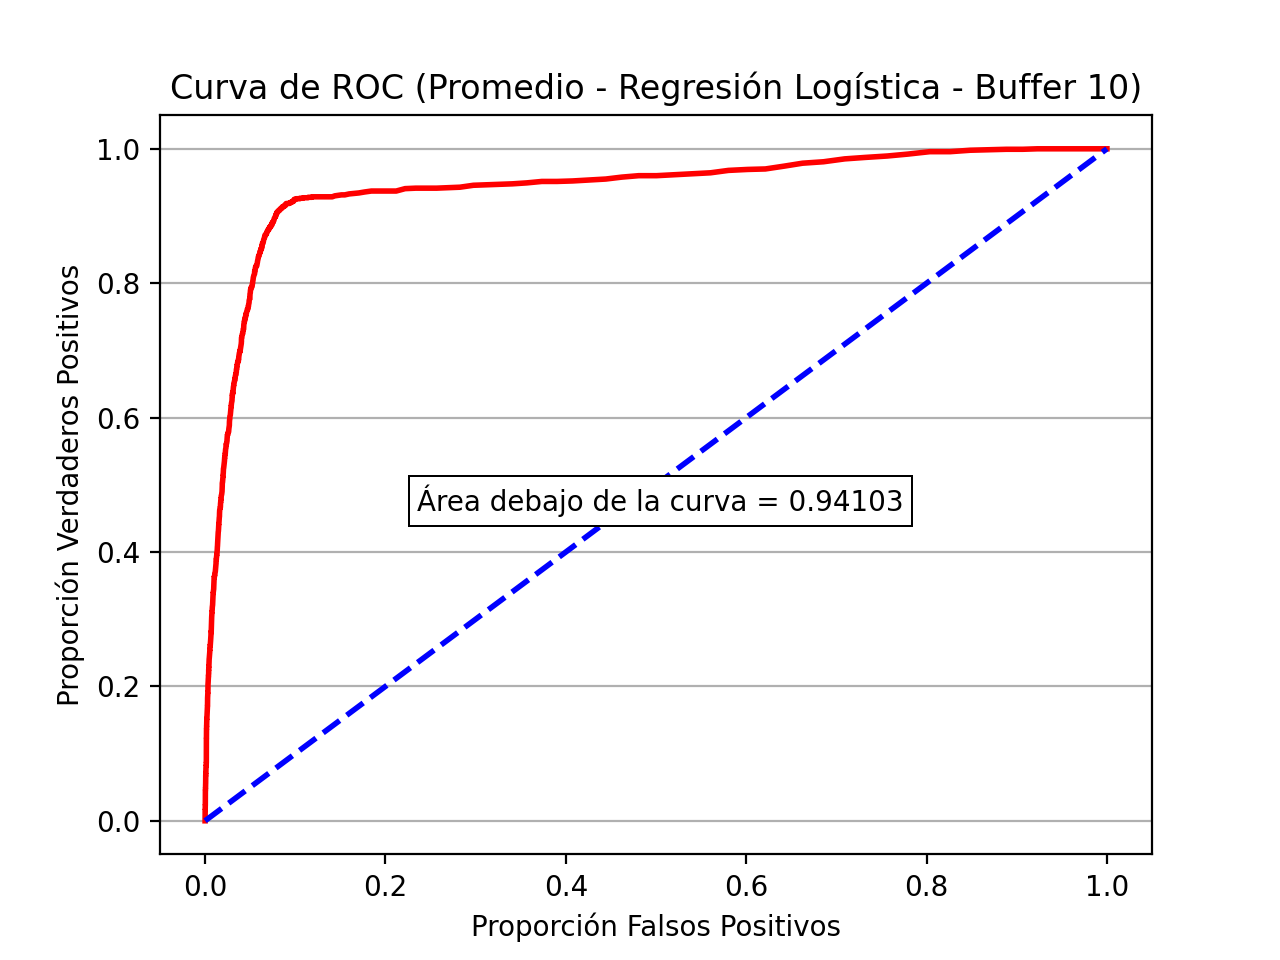 Curva de ROC (Promedio - Regresión Logística - Buffer 10)
1.0
0.8
0.6
0.4
0.2
0.0
Proporción Verdaderos Positivos
Área debajo de la curva = 0.94103
0.0 0.2 0.4 0.6 0.8 1.0
Proporción Falsos Positivos